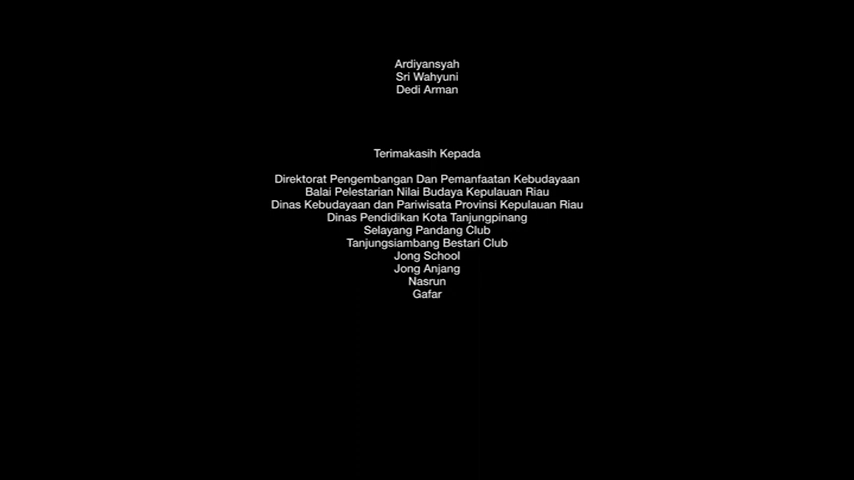 Ardiyansyah
Sri Wahyuni
Dedi Arman
Terimakasih Kepada
Direktorat Pengembangan Dan Pemanfaatan Kebudayaan
Balai Pelestarian Nilai Budaya Kepulauan Riau
Dinas Kebudayaan dan Pariwisata Provinsi Kepulauan Riau
Dinas Pendidikan Kota Tanjungpinang
Selayang Pandang Club
Tanjungsiambang Bestari Club
Jong School
Jong Anjang
Nasrun
Gafar